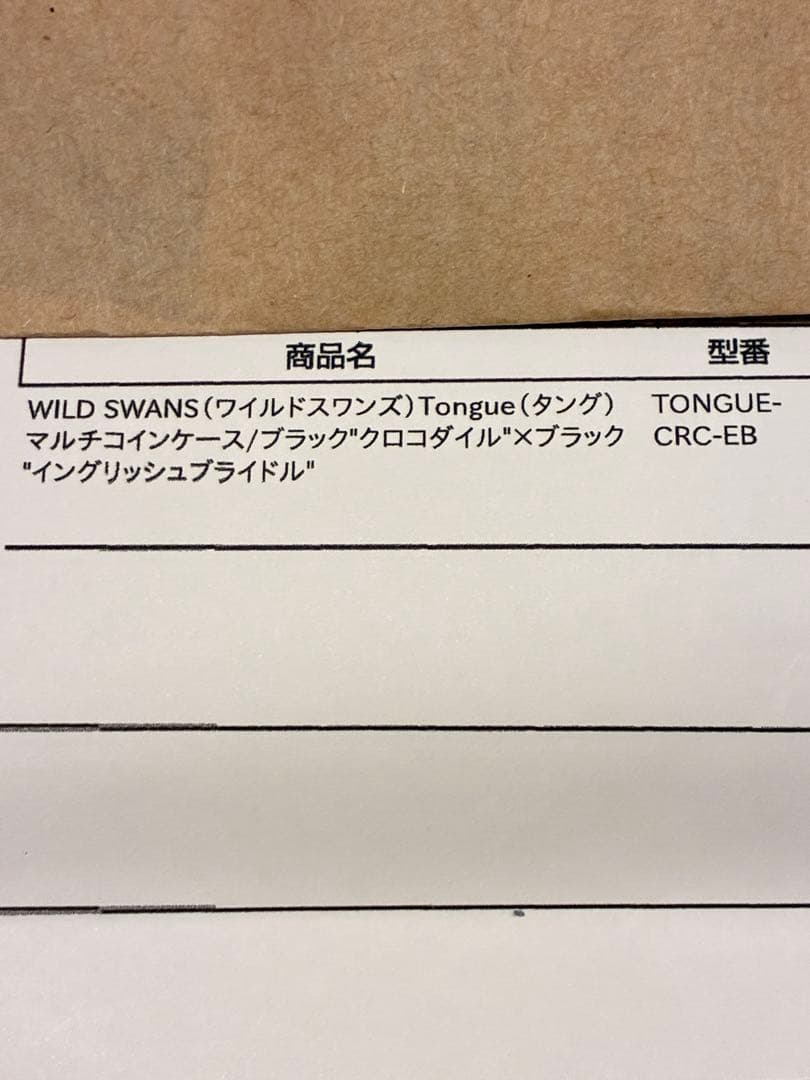 商品名 型番
WILD SWANS(ワイルドスワンズ)Tongue(タング) TONGUE-
マルチコインケース/ブラック"クロコダイル"×ブラック CRC-EB
"イングリッシュブライドル"